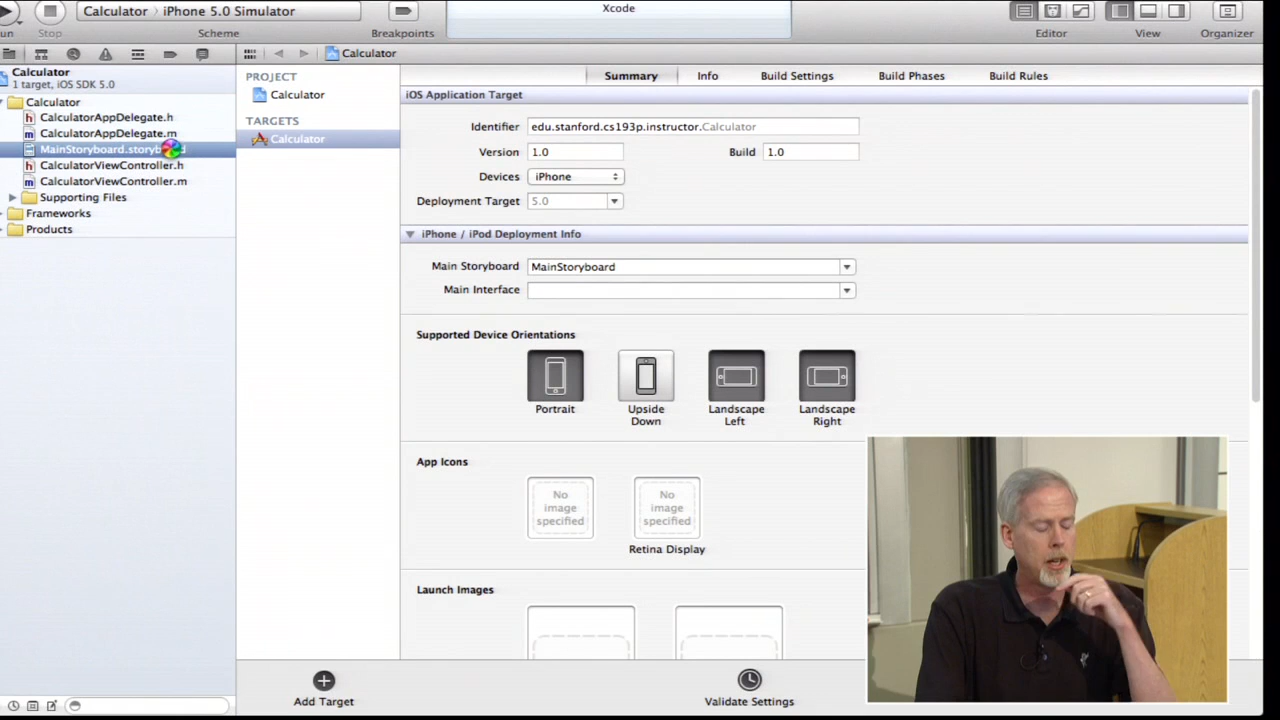 Calculator
iPhone 5.0 Simulator
Xcode
un
Stop
Scheme
Breakpoints
Editor
View
Organizer
Calculator
Calculator
1 target, iOS SDK 5.0
Calculator
CalculatorAppDelegate.h
CalculatorAppDelegate.m
MainStoryboard.storyb
CalculatorViewController.h
CalculatorViewController.m
Supporting Files
Frameworks
Products
PROJECT
Calculator
TARGETS
Calculator
Summary
Info
Build Settings
Build Phases
Build Rules
iOS Application Target
Identifier
edu.stanford.cs193p.instructor.Calculator
Version
1.0
Build
1.0
Devices
iPhone
Deployment Target
5.0
iPhone / iPod Deployment Info
Main Storyboard
MainStoryboard
Main Interface
Supported Device Orientations
Portrait
Upside
Down
Landscape
Left
Landscape
Right
App Icons
No
image
specified
No
image
specified
Retina Display
Launch Images
Add Target
Validate Settings